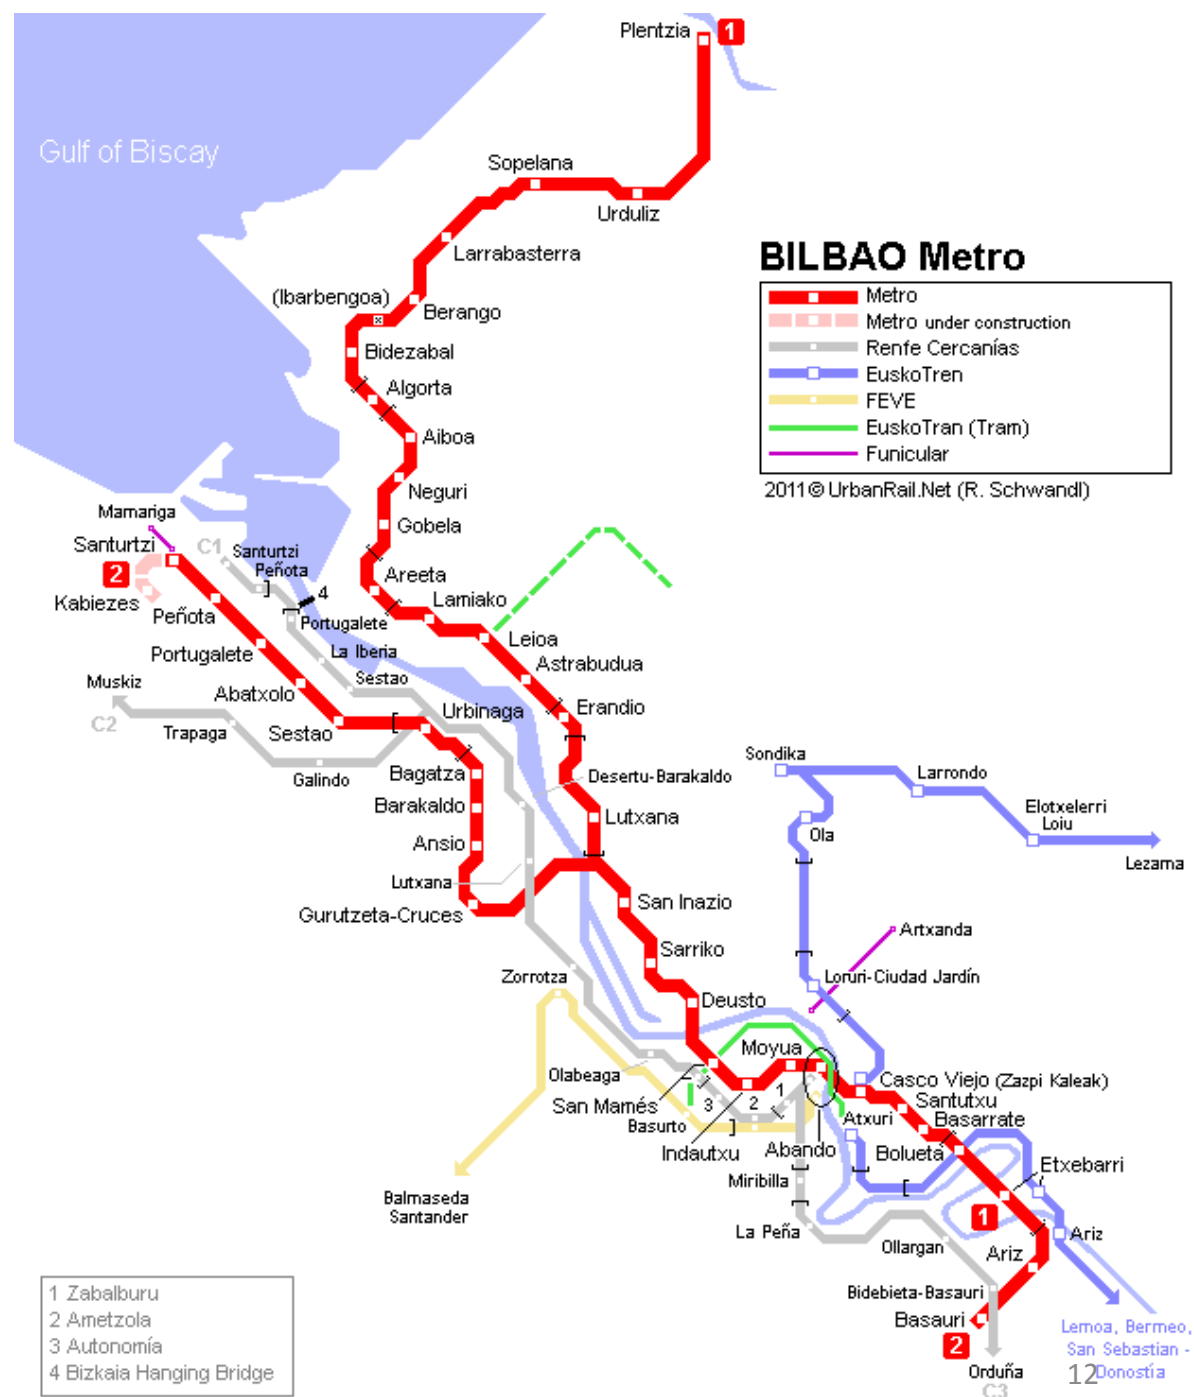 Plentzia
1
Gulf of Biscay
Sopelana
Urduliz
Larrabasterra
BILBAO Metro
(Ibarbengoa)
Berango
Metro
Metro under construction
Renfe Cercanías
EuskoTren
FEVE
EuskoTran (Tram)
Funicular
2011©UrbanRail.Net (R. Schwandl)
Bidezabal
Algorta
Aiboa
Neguri
Gobela
Mamariga
Santurtzi
C1
Santurtzi
Peñota
2
Kabiezes
4
Areeta
Lamiako
Peñota
Portugalete
Leioa
Portugalete
La Iberia
Astrabudua
Muskiz
Abatxolo
Sestao
Erandio
C2
Trapaga
Sestao
Urbinaga
Galindo
Bagatza
Desertu-Barakaldo
Sondika
Larrondo
Barakaldo
Lutxana
Elotxelerri
Loiu
Ola
Ansio
Lezama
Lutxana
Gurutzeta-Cruces
San Inazio
Artxanda
Sarriko
Zorrotza
Loruri-Ciudad Jardín
Deusto
Moyua
Olabeaga
Casco Viejo (Zazpi Kaleak)
San Mamés
3
2
1
Santutxu
Basarrate
Basurto
Atxuri
Indautxu
Abando
Bolueta
Etxebarri
Miribilla
Balmaseda
Santander
La Peña
1
Ollargan
Ariz
Ariz
Bidebieta-Basauri
Basauri
2
Lemoa, Bermeo,
San Sebastian -
Donostía
12
Orduña
C3
1 Zabalburu
2 Ametzola
3 Autonomía
4 Bizkaia Hanging Bridge